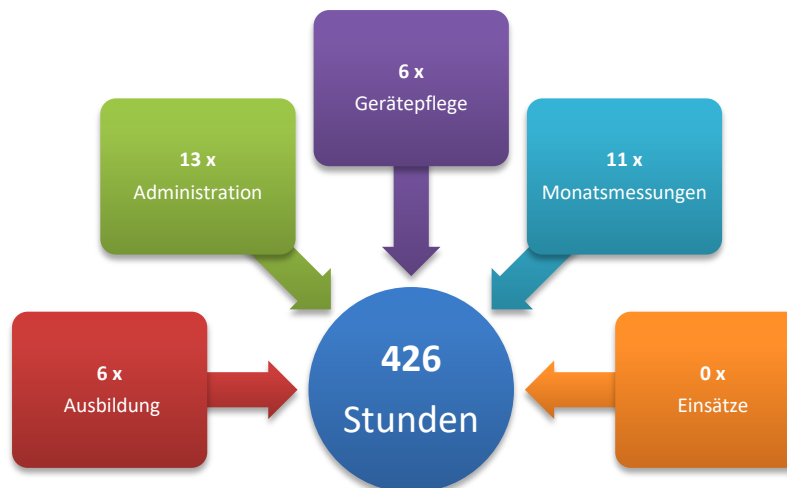 6 x
Ausbildung
13 x
Administration
6 x
Gerätepflege
11 x
Monatsmessungen
0 x
Einsätze
426
Stunden